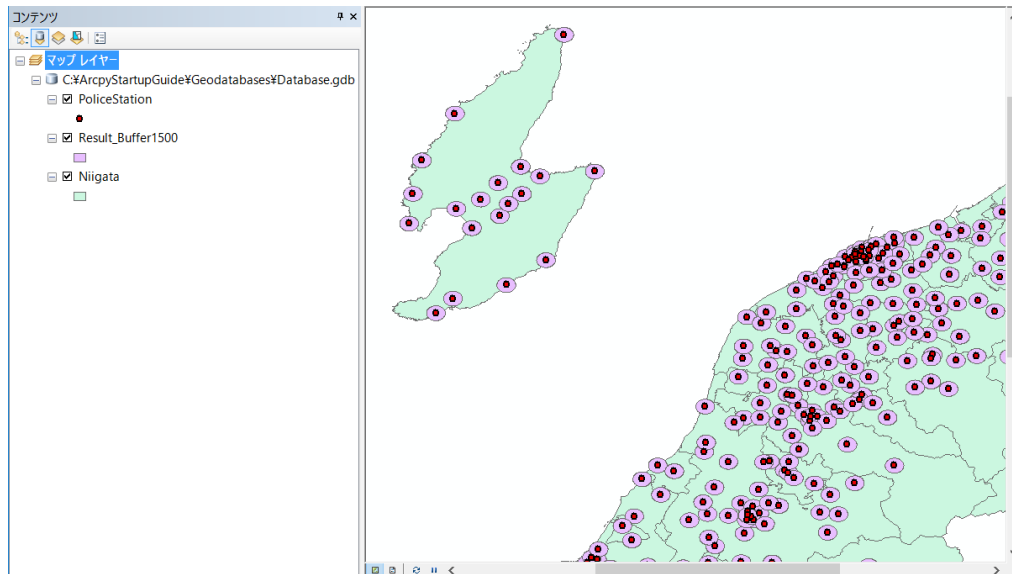 コンテンツ
マップ レイヤー
C:¥ArcpyStartupGuide¥Geodatabases¥Database.gdb
PoliceStation
Result_Buffer1500
Niigata